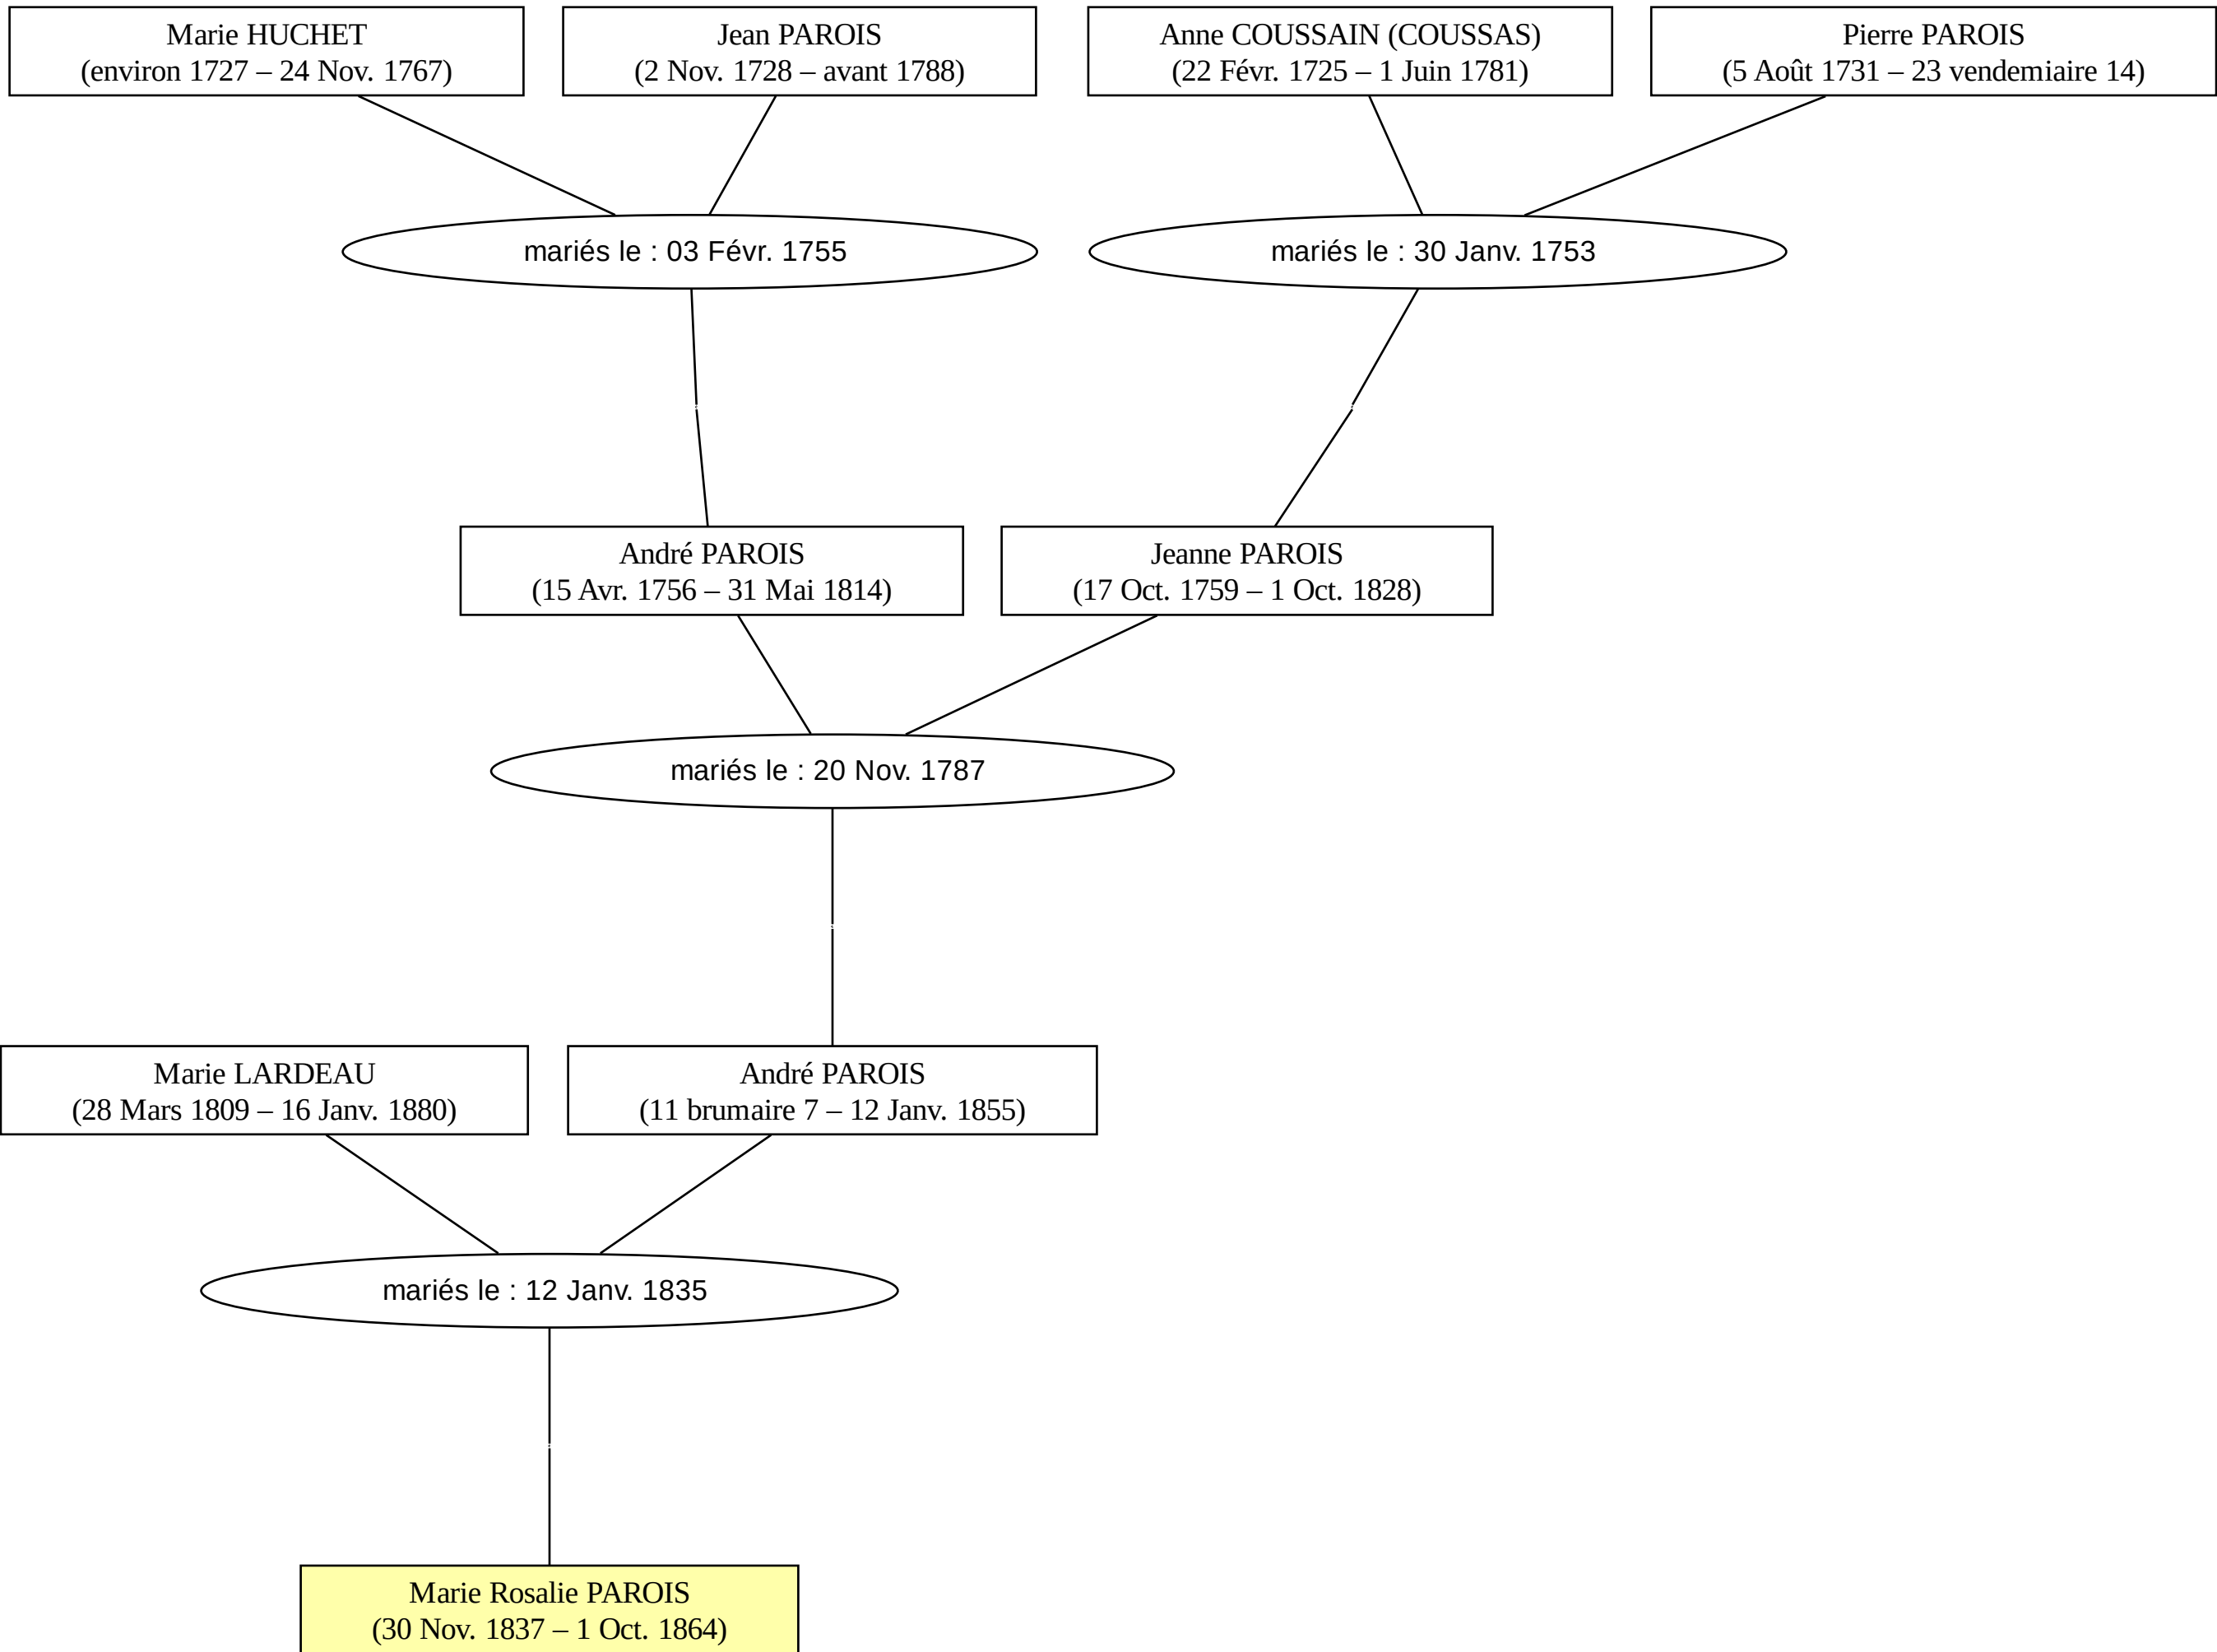 Marie HUCHET
(environ 1727 – 24 Nov. 1767)
Jean PAROIS
(2 Nov. 1728 – avant 1788)
Anne COUSSAIN (COUSSAS)
(22 Févr. 1725 – 1 Juin 1781)
Pierre PAROIS
(5 Août 1731 – 23 vendemiaire 14)
mariés le : 03 Févr. 1755
mariés le : 30 Janv. 1753
André PAROIS
(15 Avr. 1756 – 31 Mai 1814)
Jeanne PAROIS
(17 Oct. 1759 – 1 Oct. 1828)
mariés le : 20 Nov. 1787
Marie LARDEAU
(28 Mars 1809 – 16 Janv. 1880)
André PAROIS
(11 brumaire 7 – 12 Janv. 1855)
mariés le : 12 Janv. 1835
Marie Rosalie PAROIS
(30 Nov. 1837 – 1 Oct. 1864)